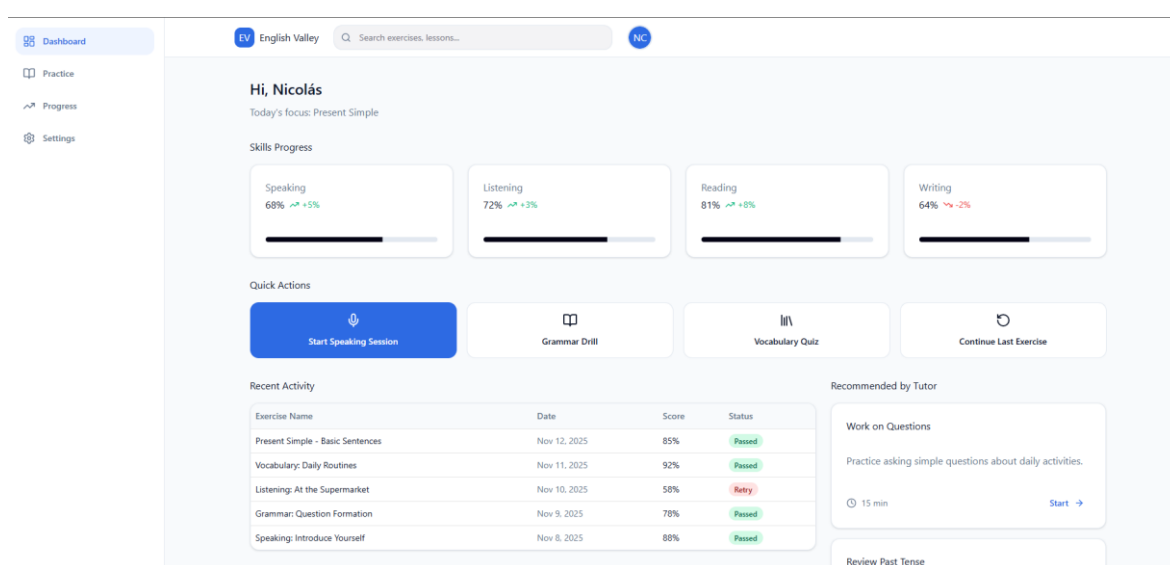 Dashboard
Practice
Progress
Settings
EV English Valley
Search exercises, lessons...
NC
Hi, Nicolás
Today's focus: Present Simple
Skills Progress
Speaking
68% +5%
Listening
72% +3%
Reading
81% +8%
Writing
64% -2%
Quick Actions
Start Speaking Session
Grammar Drill
Vocabulary Quiz
Continue Last Exercise
Recent Activity
Exercise Name Date Score Status
Present Simple - Basic Sentences Nov 12, 2025 85% Passed
Vocabulary: Daily Routines Nov 11, 2025 92% Passed
Listening: At the Supermarket Nov 10, 2025 58% Retry
Grammar: Question Formation Nov 9, 2025 78% Passed
Speaking: Introduce Yourself Nov 8, 2025 88% Passed
Recommended by Tutor
Work on Questions
Practice asking simple questions about daily activities.
15 min Start →
Review Past Tense